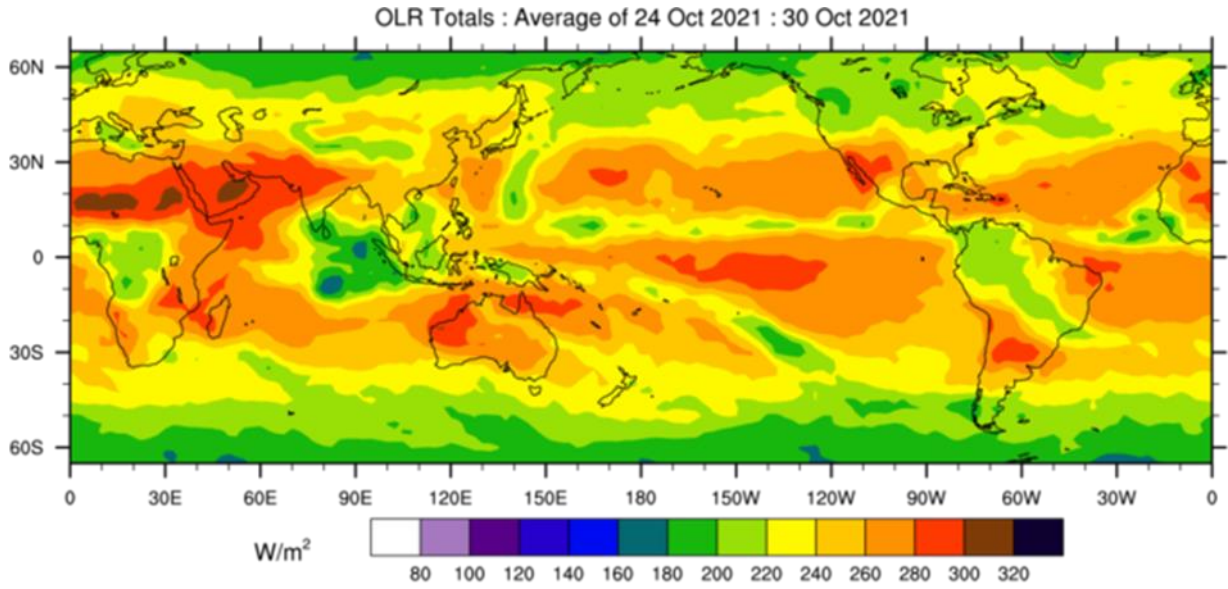 OLR Totals : Average of 24 Oct 2021 : 30 Oct 2021
60N
30N
0
30S
60S
0 30E 60E 90E 120E 150E 180 150W 120W 90W 60W 30W 0
W/m²
80 100 120 140 160 180 200 220 240 260 280 300 320